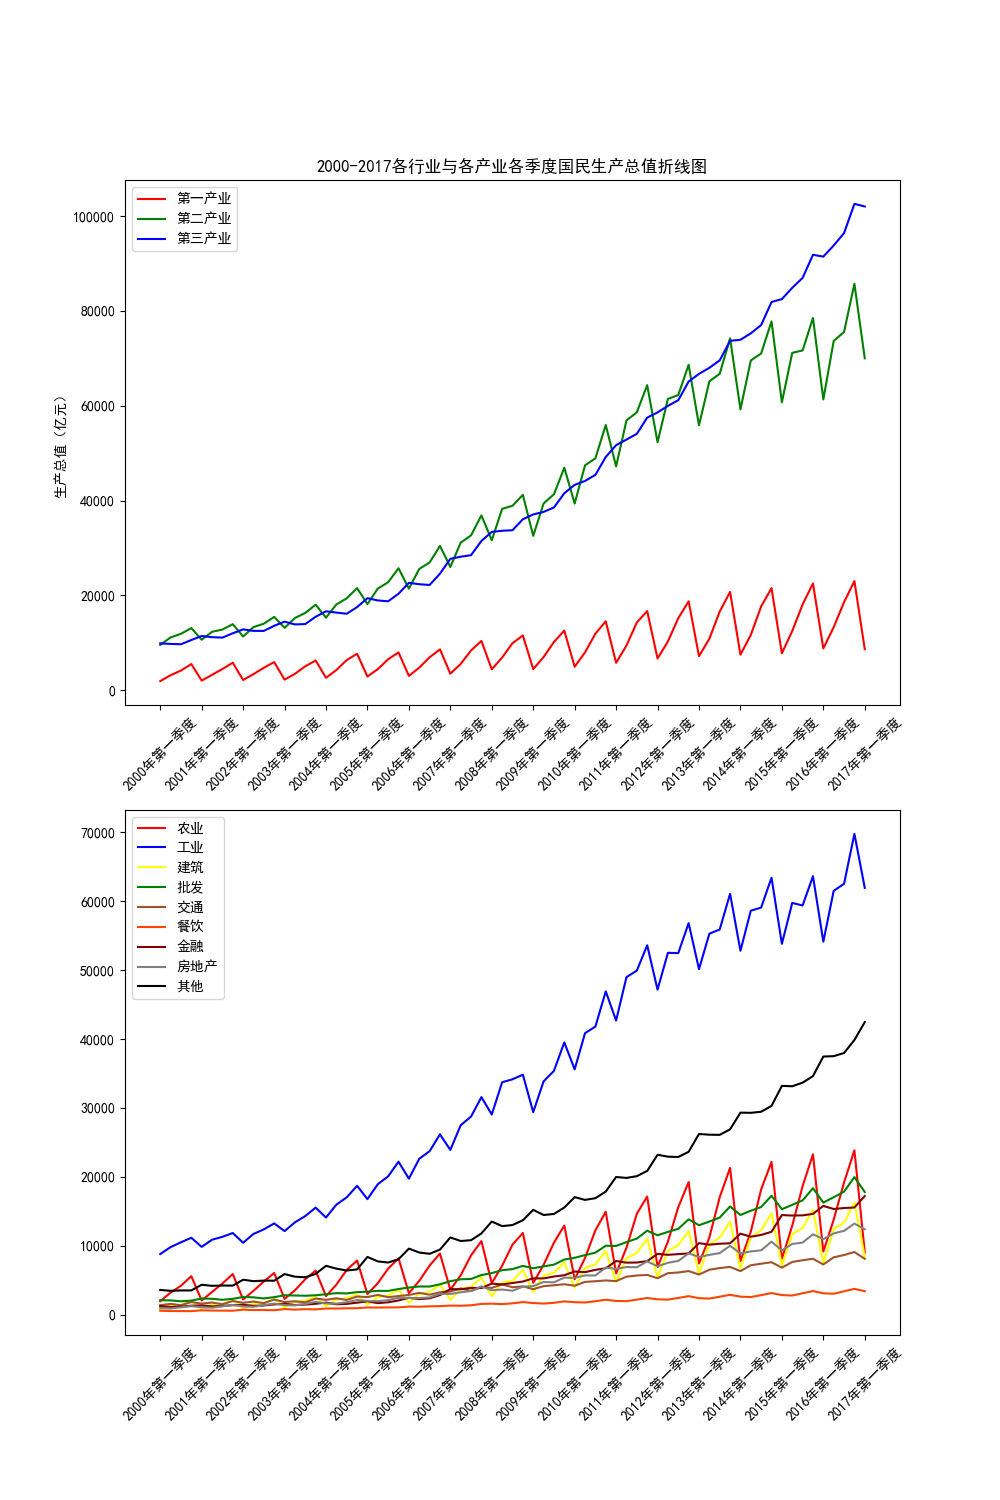 2000-2017各行业与各产业各季度国民生产总值折线图
第一产业
第二产业
第三产业
生产总值（亿元）
100000
80000
60000
40000
20000
0
2000年第一季度
2001年第一季度
2002年第一季度
2003年第一季度
2004年第一季度
2005年第一季度
2006年第一季度
2007年第一季度
2008年第一季度
2009年第一季度
2010年第一季度
2011年第一季度
2012年第一季度
2013年第一季度
2014年第一季度
2015年第一季度
2016年第一季度
2017年第一季度
农业
工业
建筑
批发
交通
餐饮
金融
房地产
其他
70000
60000
50000
40000
30000
20000
10000
0
2000年第一季度
2001年第一季度
2002年第一季度
2003年第一季度
2004年第一季度
2005年第一季度
2006年第一季度
2007年第一季度
2008年第一季度
2009年第一季度
2010年第一季度
2011年第一季度
2012年第一季度
2013年第一季度
2014年第一季度
2015年第一季度
2016年第一季度
2017年第一季度